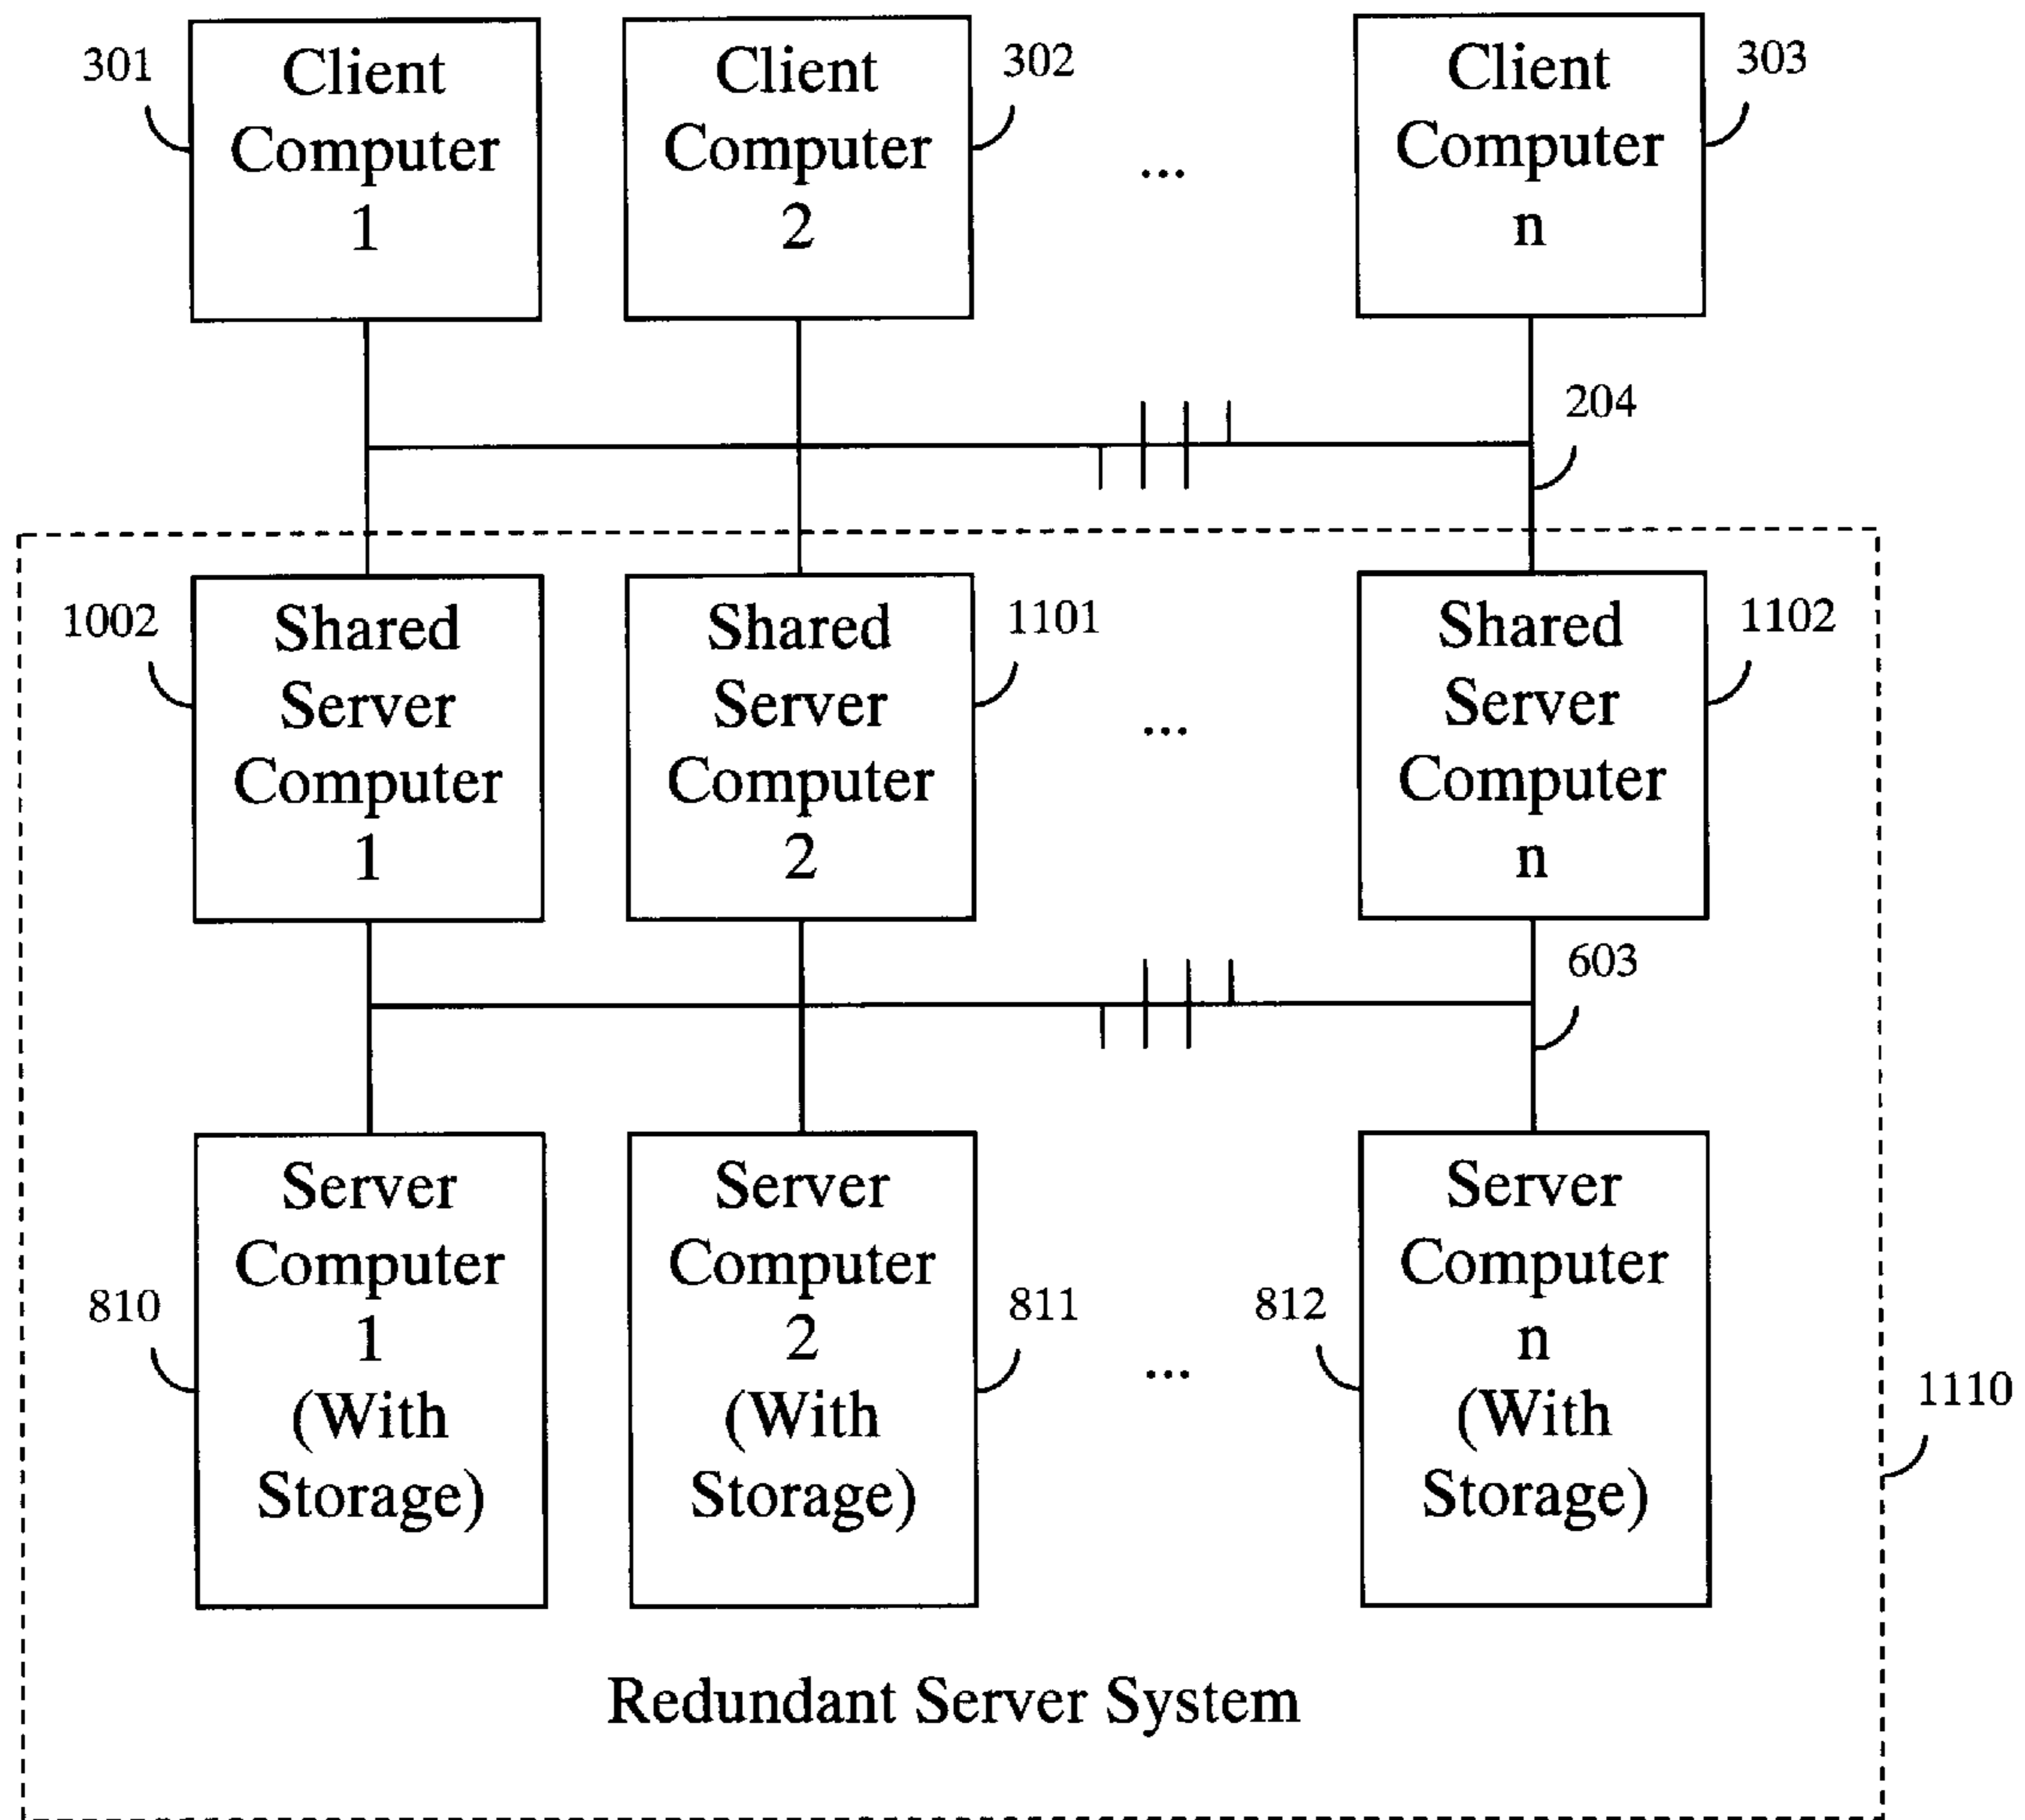 301
Client
Computer
1
Client
Computer
2
302
...
Client
Computer
n
303
204
1002
Shared
Server
Computer
1
Shared
Server
Computer
2
1101
...
Shared
Server
Computer
n
1102
603
810
Server
Computer
1
(With
Storage)
Server
Computer
2
(With
Storage)
811
...
812
Server
Computer
n
(With
Storage)
1110
Redundant Server System